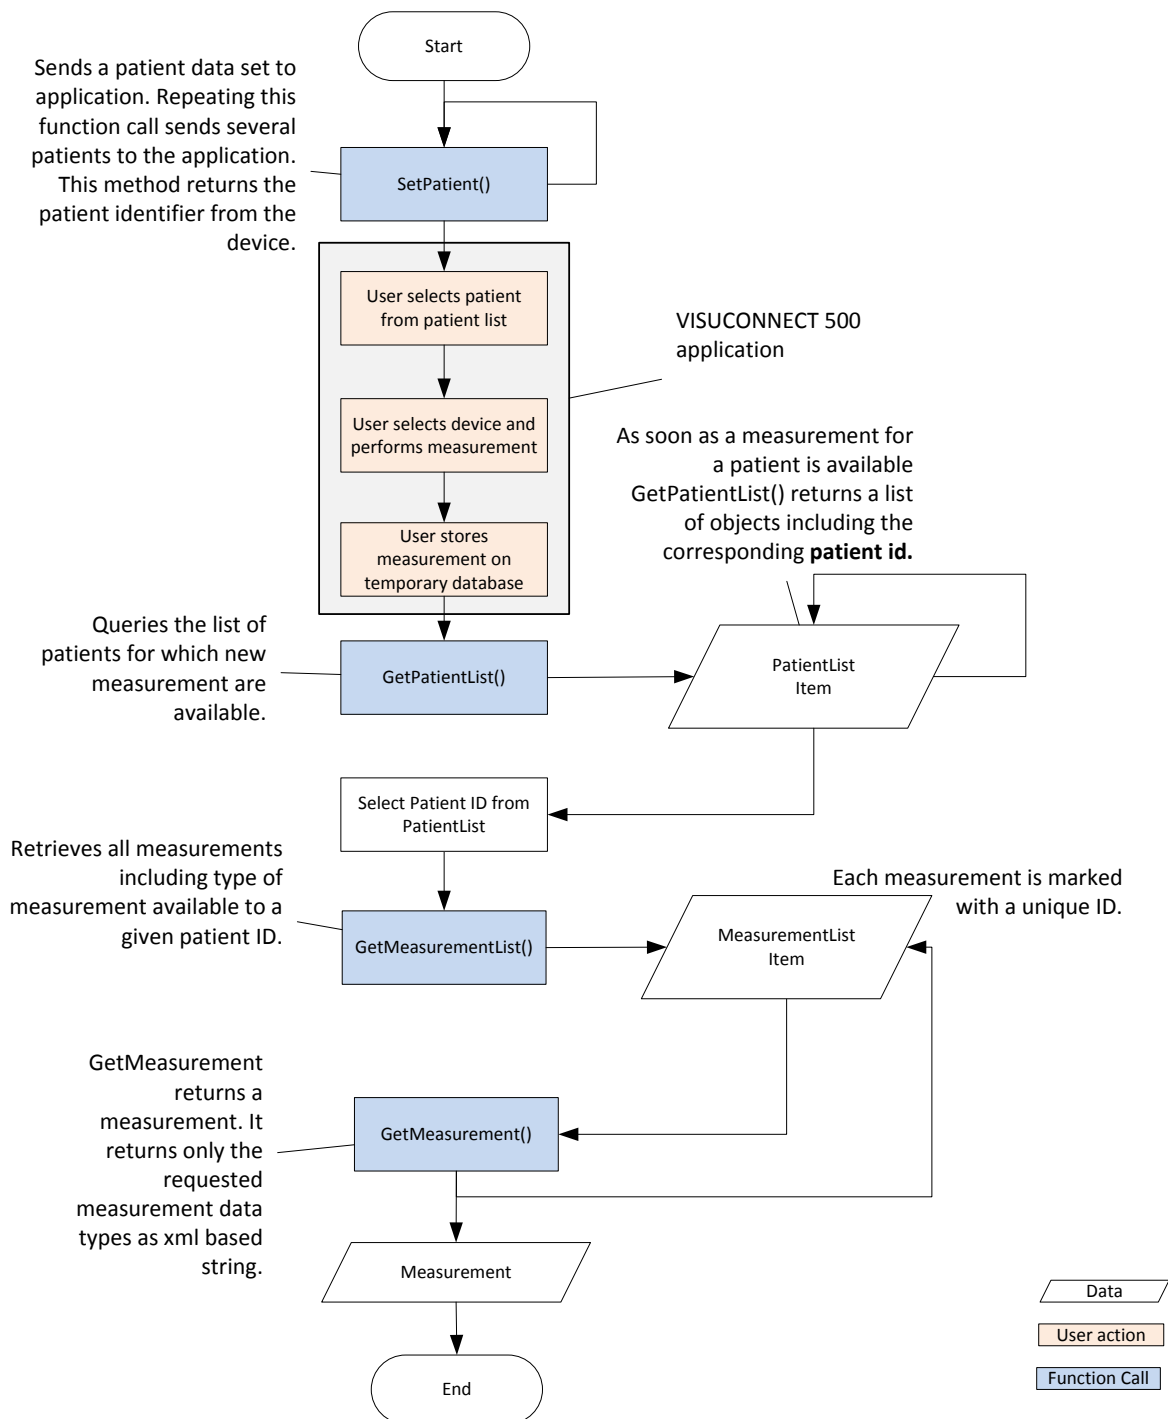 Start
Sends a patient data set to
application. Repeating this
function call sends several
patients to the application.
This method returns the
patient identifier from the
device.
SetPatient()
User selects patient
from patient list
VISUCONNECT 500
application
User selects device and
performs measurement
As soon as a measurement for
a patient is available
GetPatientList() returns a list
of objects including the
corresponding patient id.
User stores
measurement on
temporary database
Queries the list of
patients for which new
measurement are
available.
GetPatientList()
PatientList
Item
Select Patient ID from
PatientList
Retrieves all measurements
including type of
measurement available to a
given patient ID.
GetMeasurementList()
Each measurement is marked
with a unique ID.
MeasurementList
Item
GetMeasurement
returns a
measurement. It
returns only the
requested
measurement data
types as xml based
string.
GetMeasurement()
Measurement
End
Data
User action
Function Call